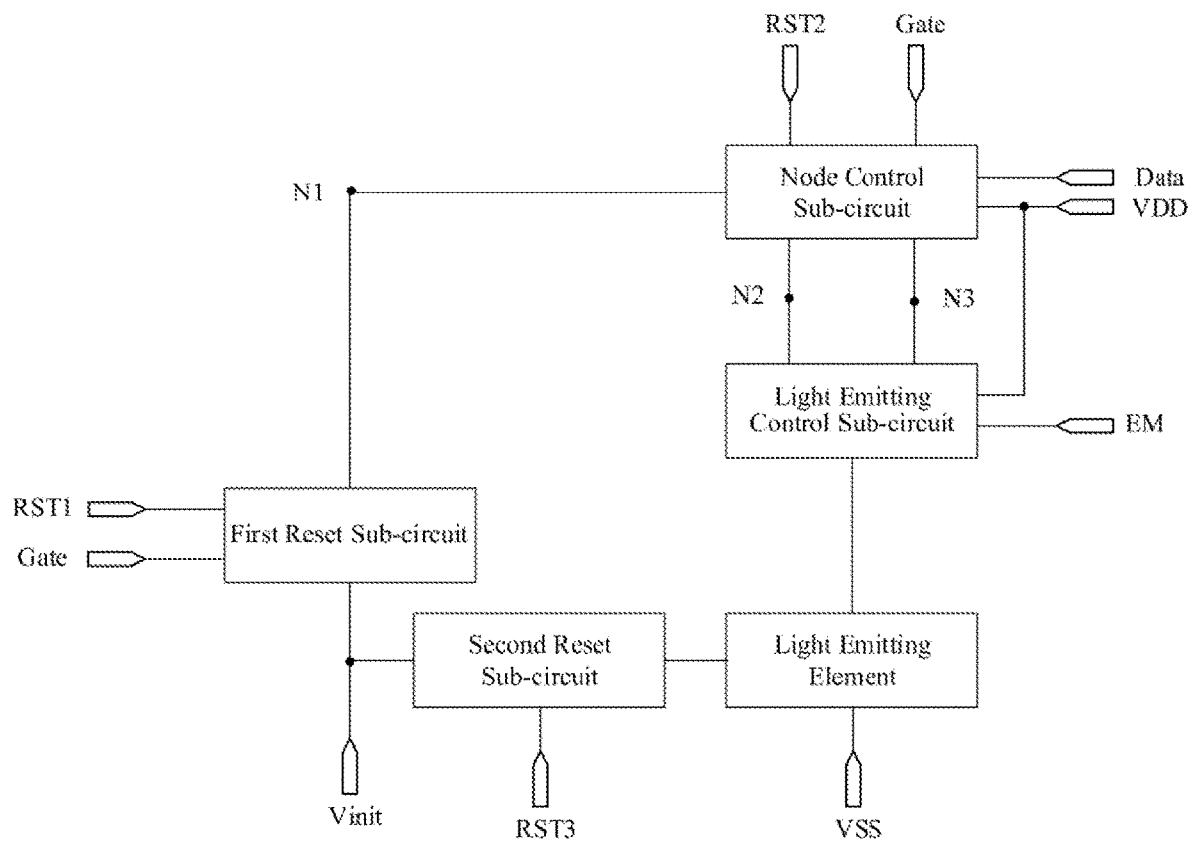 RST2
Gate
Node Control
Sub-circuit
Data
VDD
N1
N2
N3
Light Emitting
Control Sub-circuit
EM
RST1
Gate
First Reset Sub-circuit
Second Reset
Sub-circuit
Light Emitting
Element
Vinit
RST3
VSS